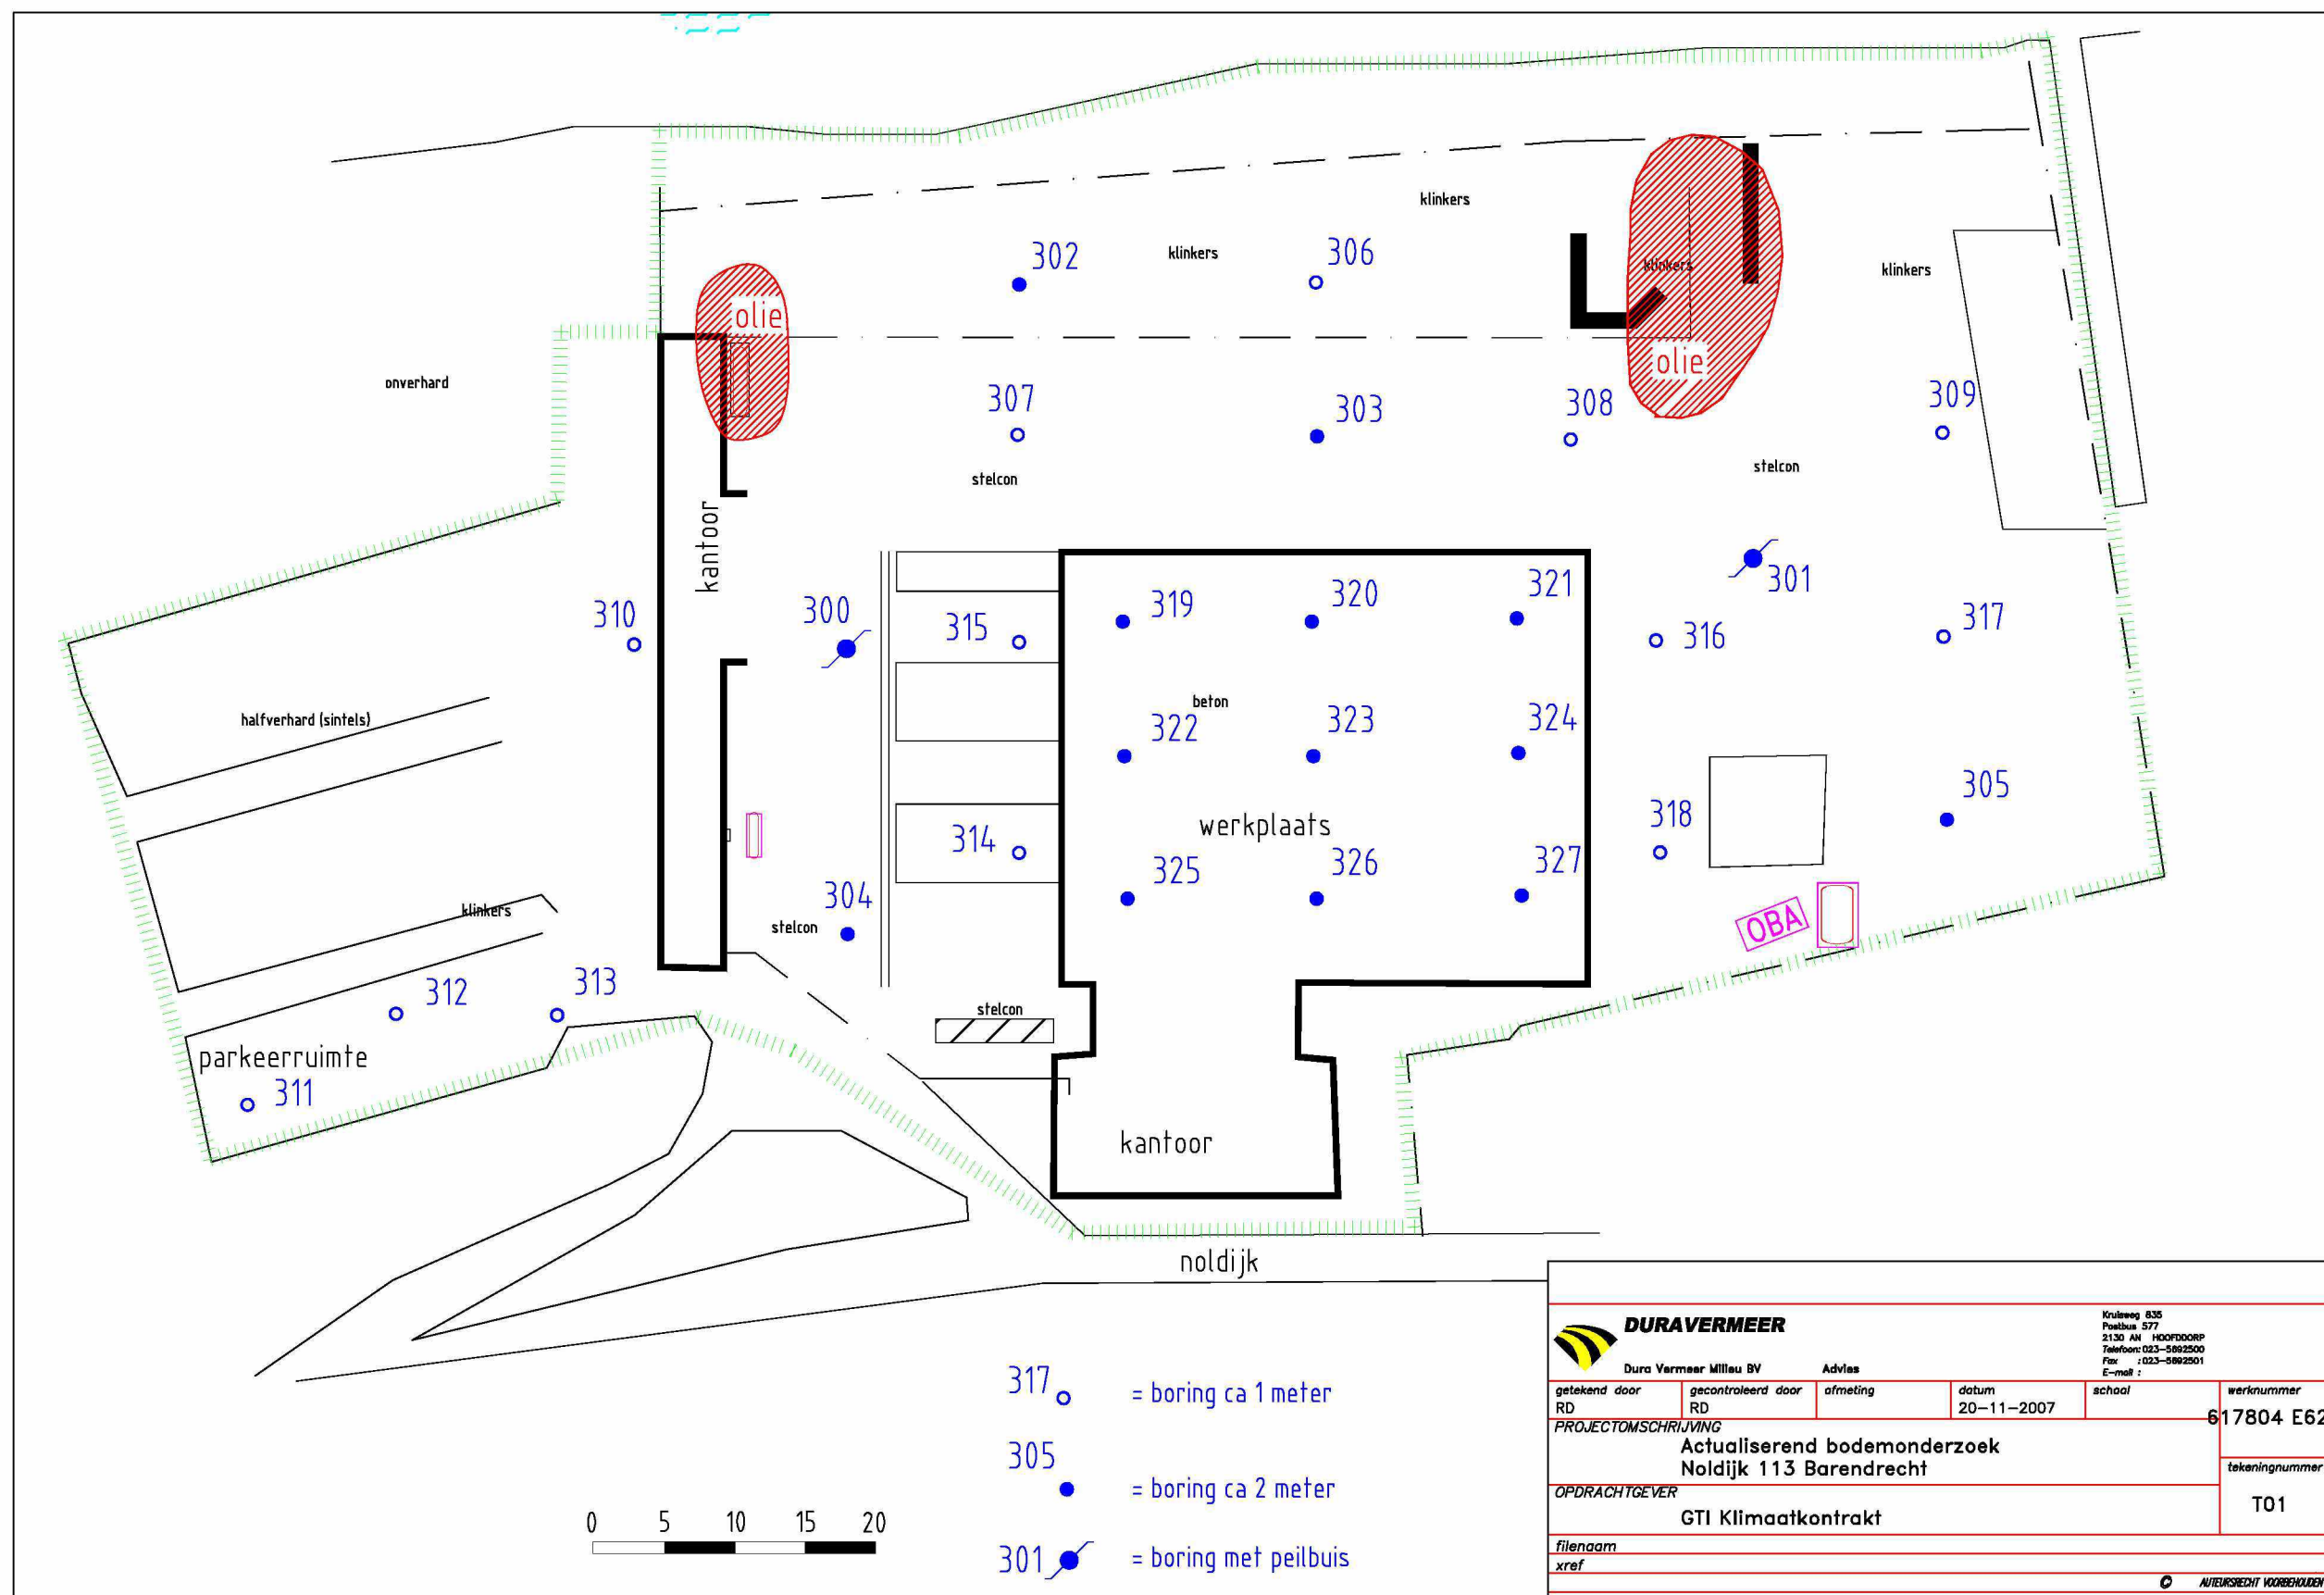 klinkers
302
klinkers
306
klinkers
klinkers
olie
olie
onverhard
307
303
308
309
stelcon
stelcon
kantoor
301
310
300
315
319
320
321
316
317
halfverhard (sintels)
beton
322
323
324
305
314
werkplaats
318
304
325
326
327
klinkers
stelcon
OBA
312
313
stelcon
parkeerruimte
311
kantoor
noldijk
317 = boring ca 1 meter
305 = boring ca 2 meter
301 = boring met peilbuis
0 5 10 15 20
DURAVERMEER
Dura Vermeer Milieu BV Advies
Kruisweg 835
Postbus 577
2130 AN HOOFDDORP
Telefoon: 023-5692500
Fax : 023-5692501
E-mail :
getekend door gecontroleerd door afmeting datum schaal werknummer
RD RD 20-11-2007 617804 E62
PROJECTOMSCHRIJVING
Actualiserend bodemonderzoek
Noldijk 113 Barendrecht
tekeningnummer
T01
OPDRACHTGEVER
GTI Klimaatkontrakt
filenaam
xref
© AUTEURSRECHT VOORBEHOUDEN